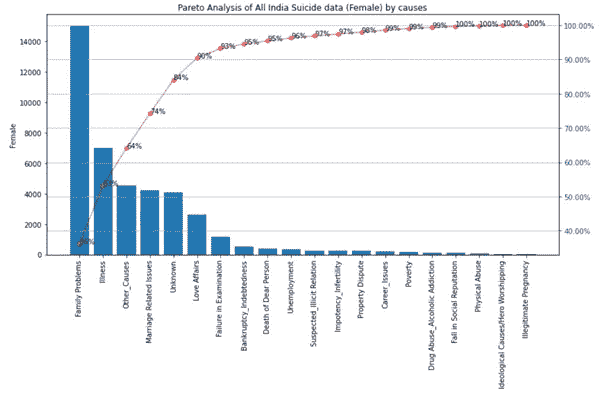 Pareto Analysis of All India Suicide data (Female) by causes
Female
14000
12000
10000
8000
6000
4000
2000
0
64%
74%
84%
90%
93%
95%
95%
96%
97%
97%
98%
99%
99%
99%
100%
100%
100%
100%
100.00%
90.00%
80.00%
70.00%
60.00%
50.00%
40.00%
Family Problems
Illness
Other_Causes
Marriage Related Issues
Unknown
Love Affairs
Failure in Examination
Bankruptcy_Indebtedness
Death of Dear Person
Unemployment
Suspected_Illicit Relation
Impotency_Infertility
Property Dispute
Career_Issues
Poverty
Drug Abuse_Alcoholic Addiction
Fall in Social Reputation
Physical Abuse
Ideological Causes/Hero Worshipping
Illegitimate Pregnancy